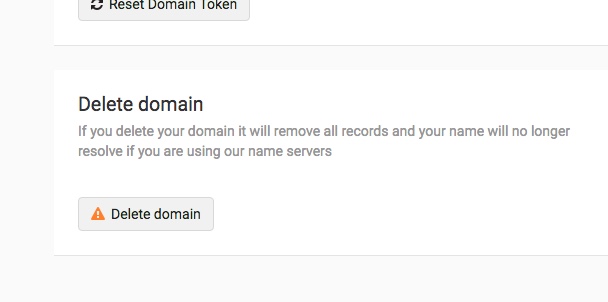 Reset Domain Token
Delete domain
If you delete your domain it will remove all records and your name will no longer
resolve if you are using our name servers
Delete domain